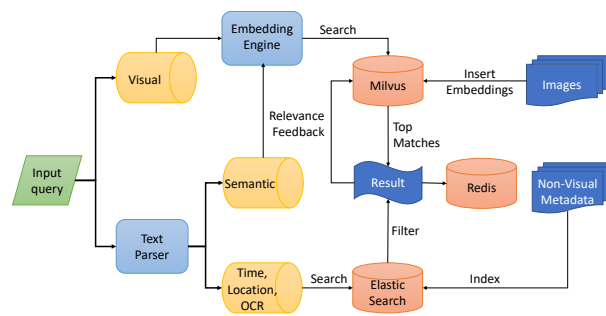 Embedding
Engine
Search
Visual
Milvus
Insert
Embeddings
Images
Relevance
Feedback
Top
Matches
Input
query
Semantic
Result
Redis
Non-Visual
Metadata
Text
Parser
Filter
Time,
Location,
OCR
Search
Elastic
Search
Index